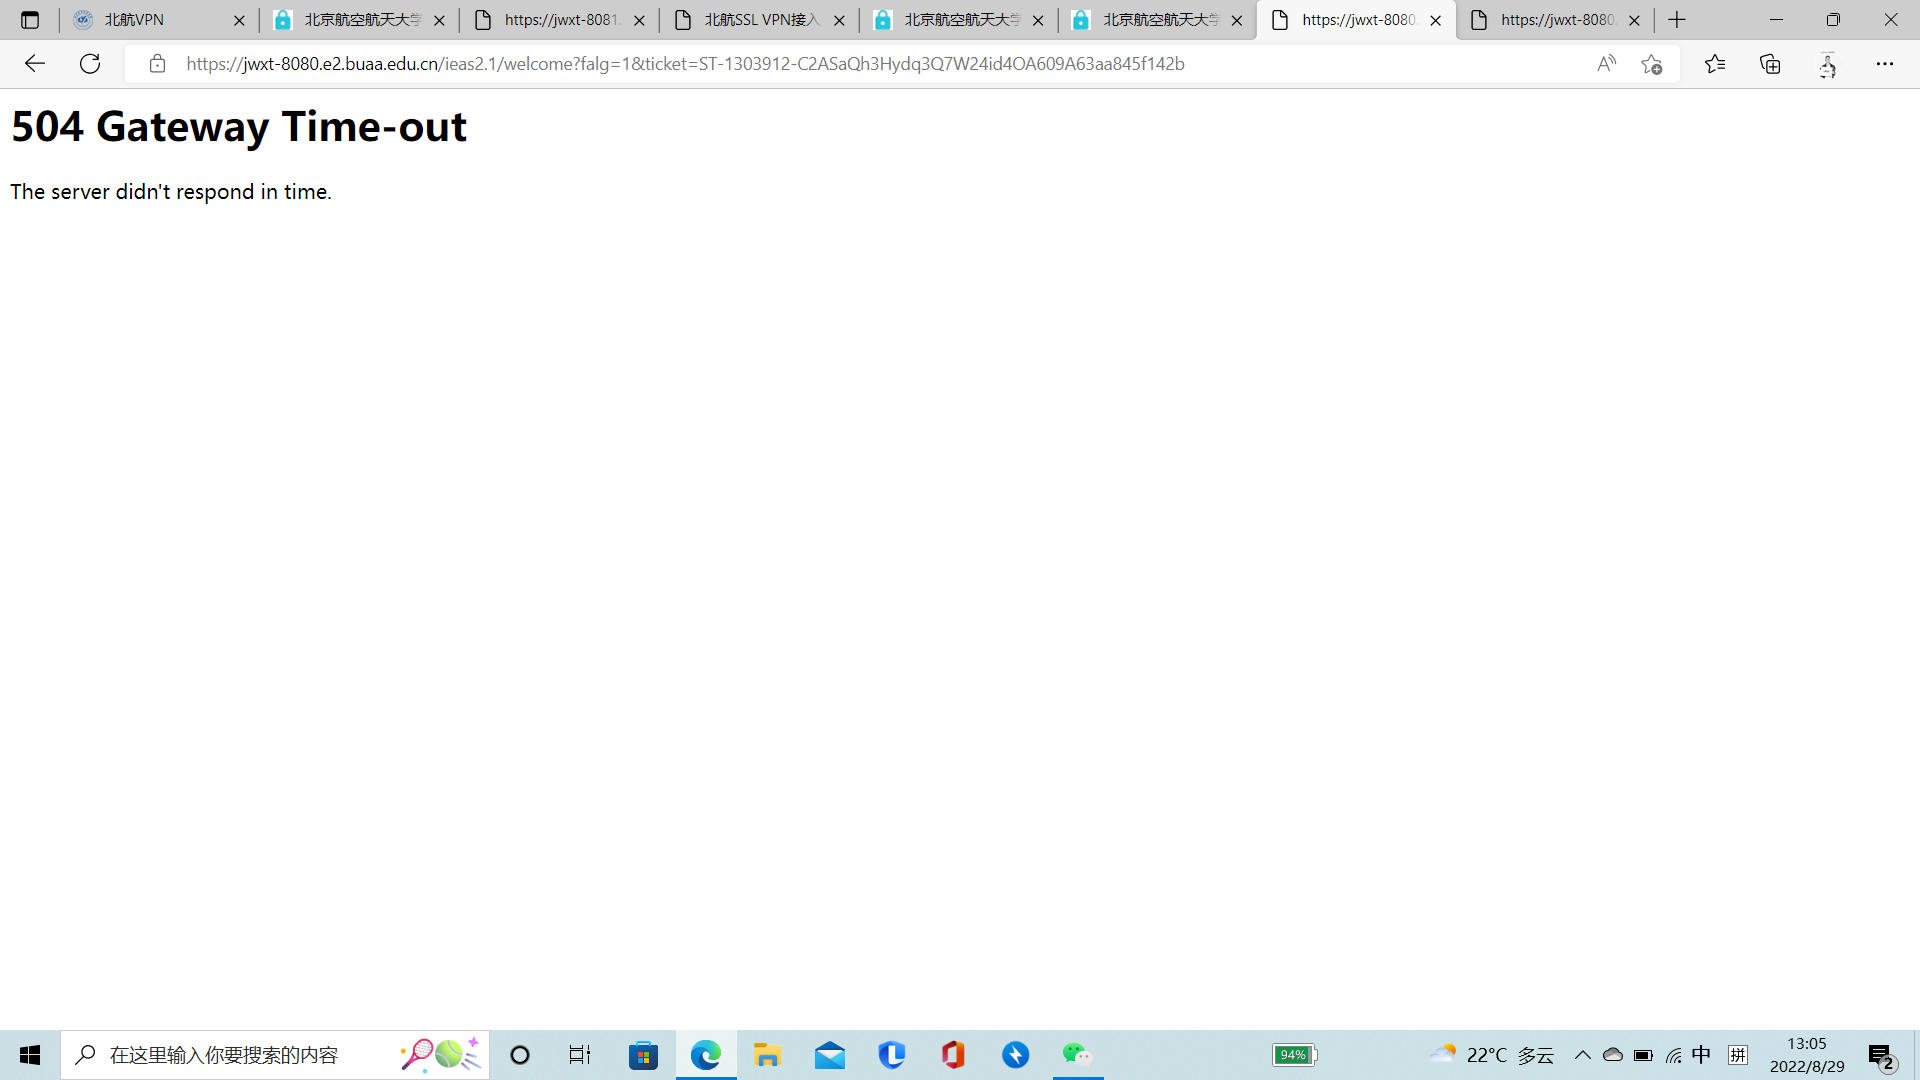 北航VPN
北京航空航天大学
https://jwxt-8081.
北航SSL VPN接入
北京航空航天大学
北京航空航天大学
https://jwxt-8080.
https://jwxt-8080.
https://jwxt-8080.e2.buaa.edu.cn/ieas2.1/welcome?falg=1&ticket=ST-1303912-C2ASaQh3Hydq3Q7W24id4OA609A63aa845f142b
504 Gateway Time-out
The server didn't respond in time.
在这里输入你要搜索的内容
94%
22°C 多云
中
拼
13:05
2022/8/29
2